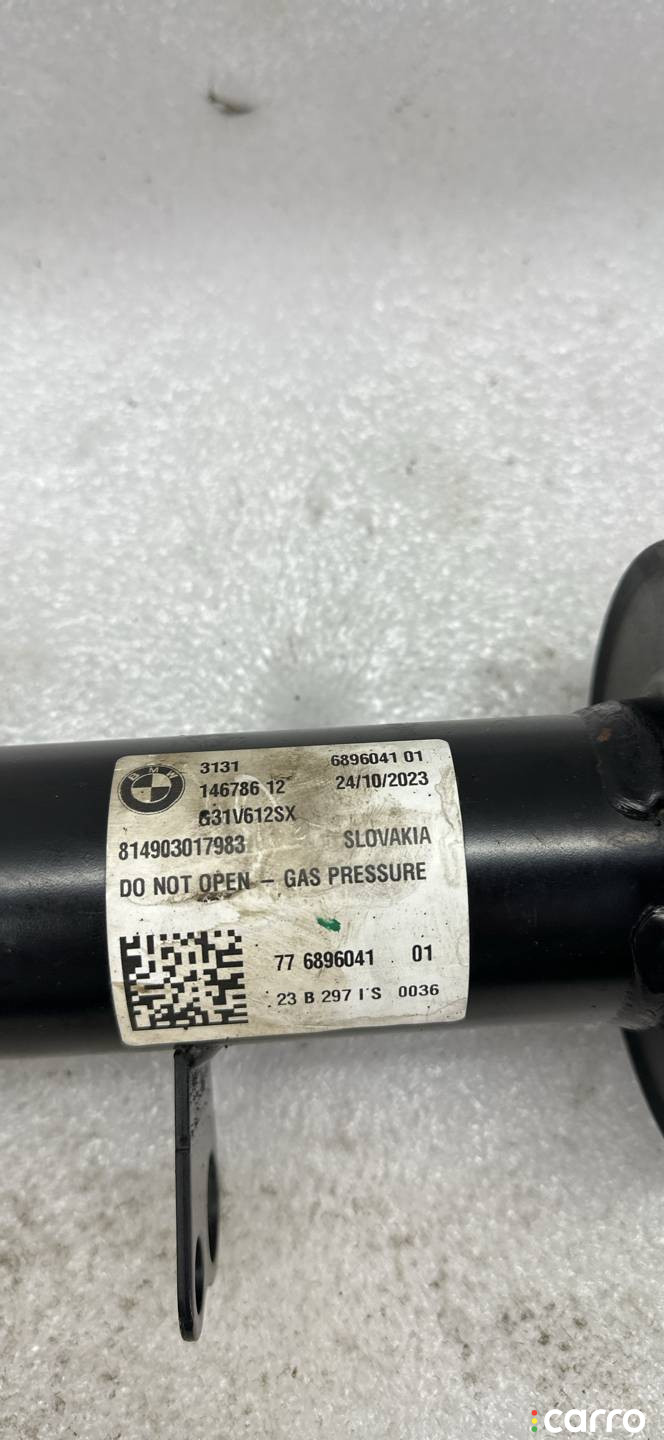 BMW
3131 6896041 01
146786 12 24/10/2023
G31V612SX
814903017983 SLOVAKIA
DO NOT OPEN – GAS PRESSURE
77 6896041 01
23 B 297 I S 0036
carro